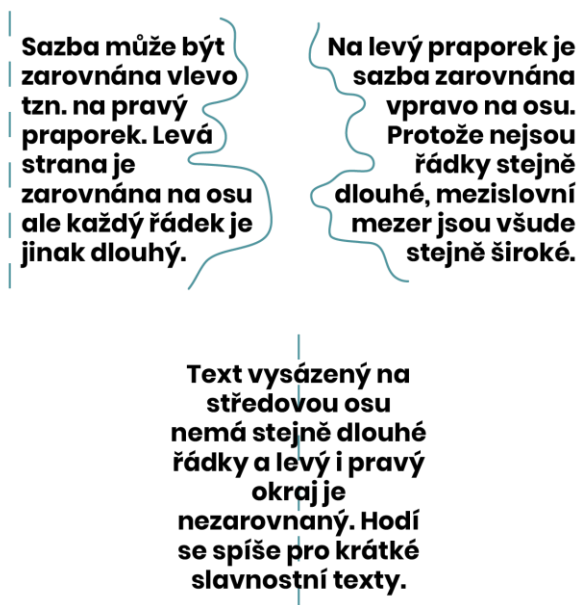 Sazba může být
zarovnána vlevo
tzn. na pravý
praporek. Levá
strana je
zarovnána na osu
ale každý řádek je
jinak dlouhý.
Na levý praporek je
sazba zarovnána
vpravo na osu.
Protože nejsou
řádky stejně
dlouhé, mezislovní
mezer jsou všude
stejně široké.
Text vysázený na
středovou osu
nemá stejně dlouhé
řádky a levý i pravý
okraj je
nezarovnaný. Hodí
se spíše pro krátké
slavnostní texty.